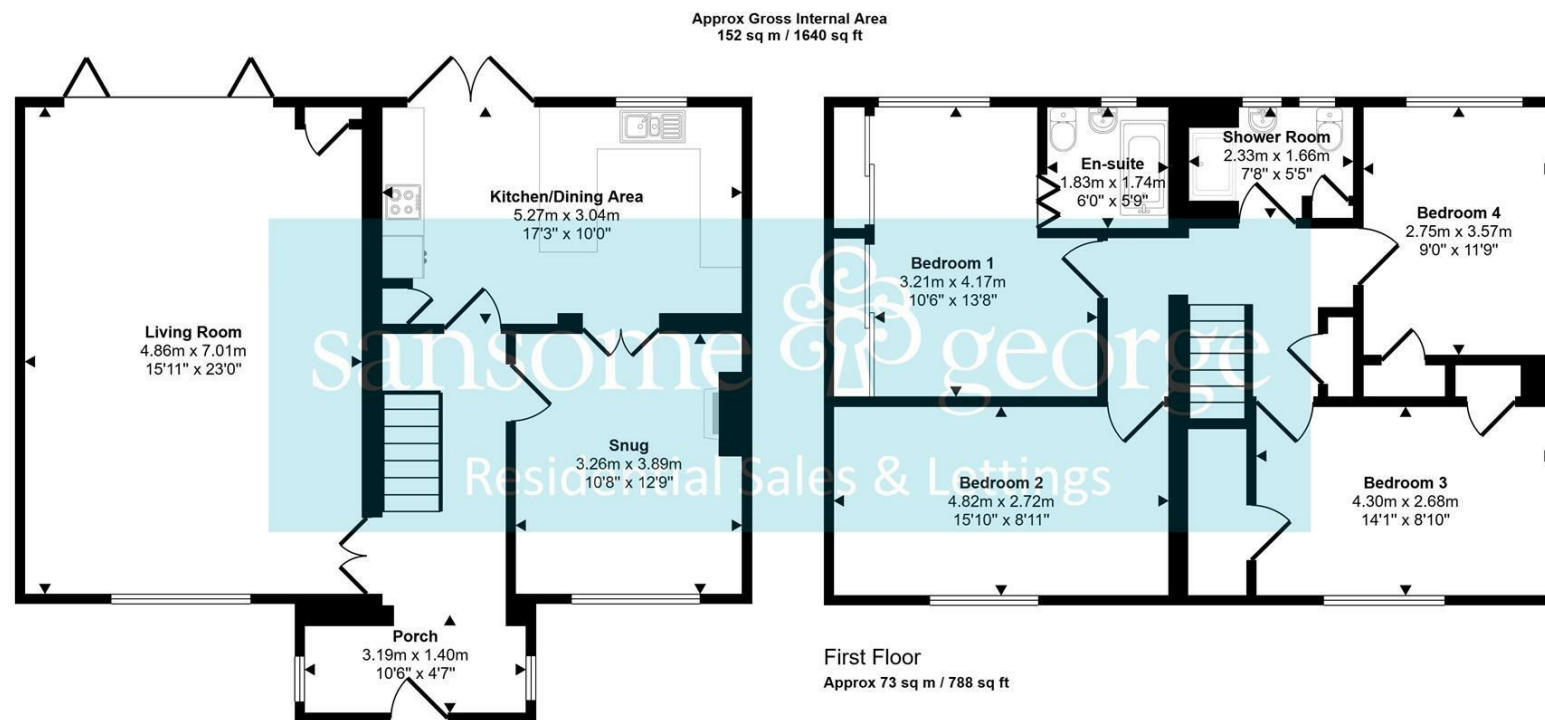 Approx Gross Internal Area
152 sq m / 1640 sq ft
Living Room
4.86m x 7.01m
15'11" x 23'0"
Kitchen/Dining Area
5.27m x 3.04m
17'3" x 10'0"
Snug
3.26m x 3.89m
10'8" x 12'9"
Porch
3.19m x 1.40m
10'6" x 4'7"
En-suite
1.83m x 1.74m
6'0" x 5'9"
Shower Room
2.33m x 1.66m
7'8" x 5'5"
Bedroom 1
3.21m x 4.17m
10'6" x 13'8"
Bedroom 4
2.75m x 3.57m
9'0" x 11'9"
Bedroom 2
4.82m x 2.72m
15'10" x 8'11"
Bedroom 3
4.30m x 2.68m
14'1" x 8'10"
First Floor
Approx 73 sq m / 788 sq ft
sansome george
Residential Sales & Lettings